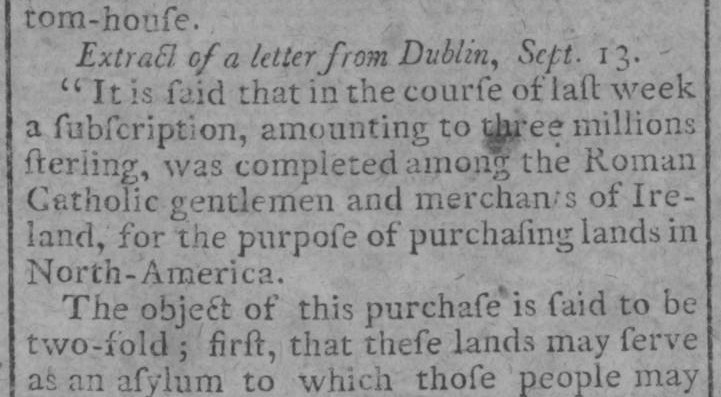 tom-houſe.
Extract of a letter from Dublin, Sept. 13.
“ It is ſaid that in the courſe of laſt week
a ſubſcription, amounting to three millions
ſterling, was completed among the Roman
Catholic gentlemen and merchants of Ire-
land, for the purpoſe of purchaſing lands in
North-America.
The object of this purchaſe is ſaid to be
two-fold ; firſt, that theſe lands may ſerve
as an aſylum to which thoſe people may